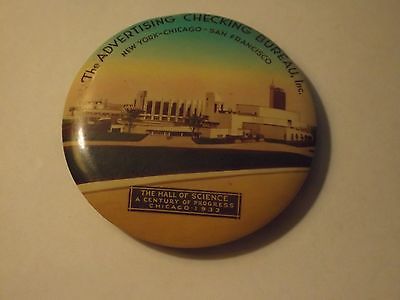 The ADVERTISING CHECKING BUREAU, Inc.
NEW YORK-CHICAGO-SAN FRANCISCO
THE HALL OF SCIENCE
A CENTURY OF PROGRESS
CHICAGO-1933